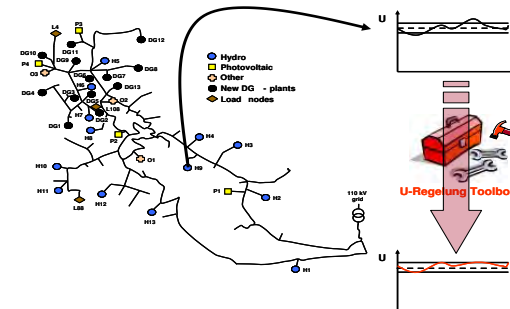 L4
P3
U
DG10
DG11
DG12
DG9
P4
H5
Hydro
O3
DG6
DG8
Photovoltaic
DG7
Other
H6
DG13
New DG - plants
DG4
DG3
DG5
O2
Load nodes
L108
H7
DG2
DG1
H8
P2
H4
H3
O1
U-Regelung Toolbo
H10
H9
H11
P1
H2
110 kV
grid
L88
H12
H13
U
H1